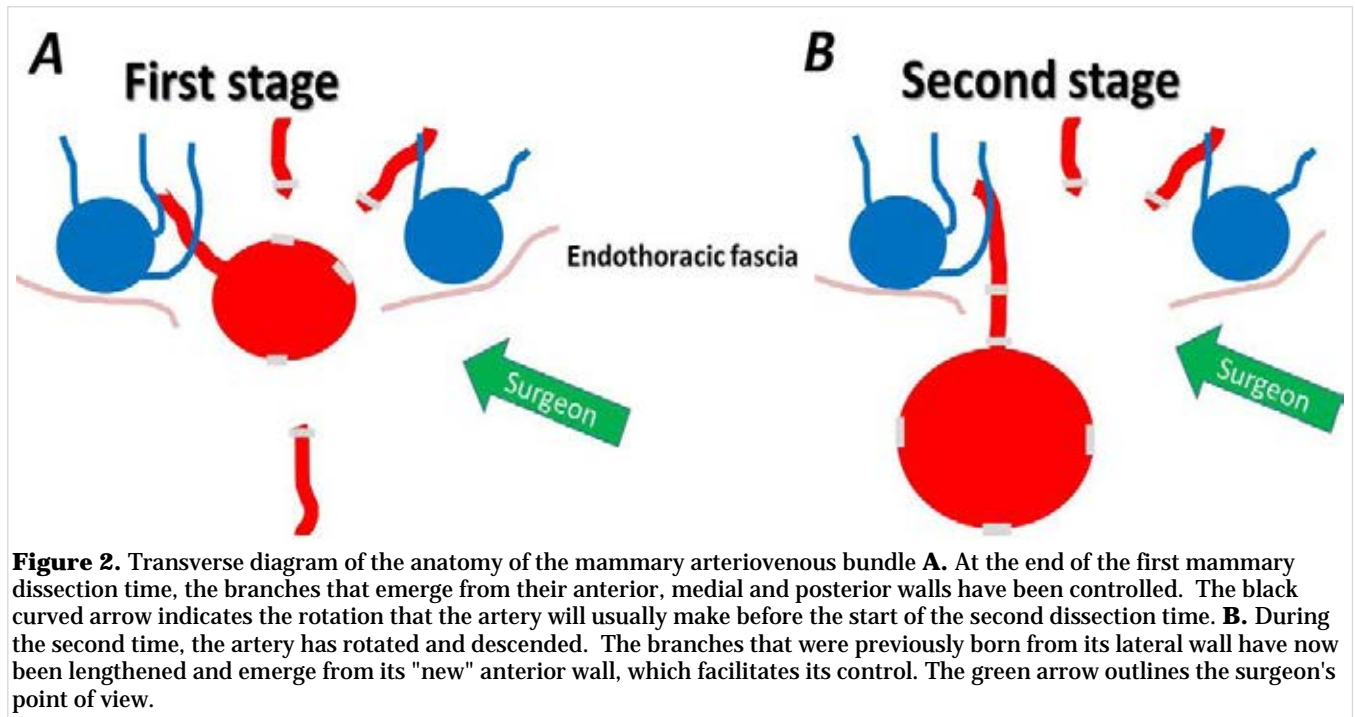 A
First stage
B
Second stage
Endothoracic fascia
Surgeon
Surgeon
Figure 2. Transverse diagram of the anatomy of the mammary arteriovenous bundle A. At the end of the first mammary
dissection time, the branches that emerge from their anterior, medial and posterior walls have been controlled. The black
curved arrow indicates the rotation that the artery will usually make before the start of the second dissection time. B. During
the second time, the artery has rotated and descended. The branches that were previously born from its lateral wall have now
been lengthened and emerge from its "new" anterior wall, which facilitates its control. The green arrow outlines the surgeon's
point of view.